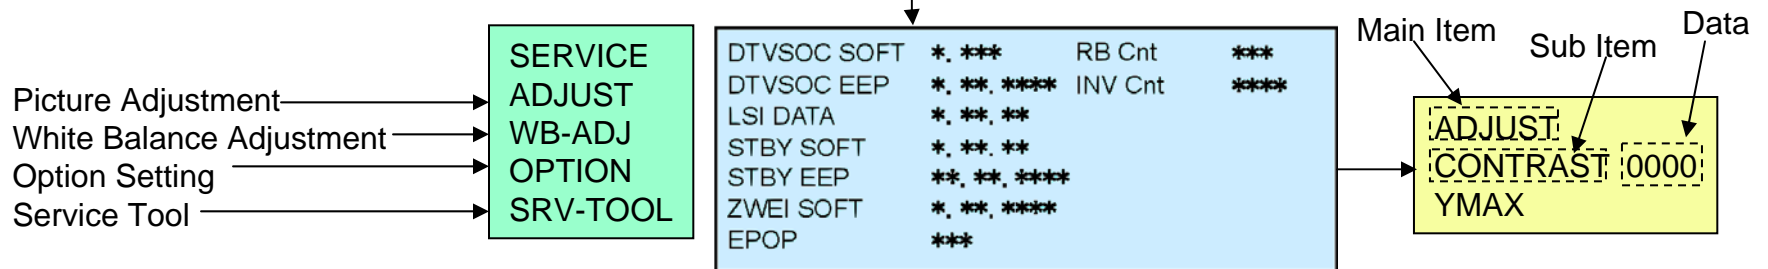 Picture Adjustment
White Balance Adjustment
Option Setting
Service Tool
SERVICE
ADJUST
WB-ADJ
OPTION
SRV-TOOL
DTVSOC SOFT *. *** RB Cnt ***
DTVSOC EEP *. **. **** INV Cnt ****
LSI DATA *. **. **
STBY SOFT *. **. **
STBY EEP **. **. ****
ZWEI SOFT *. **. ****
EPOP ***
Main Item
Sub Item
Data
ADJUST
CONTRAST 0000
YMAX